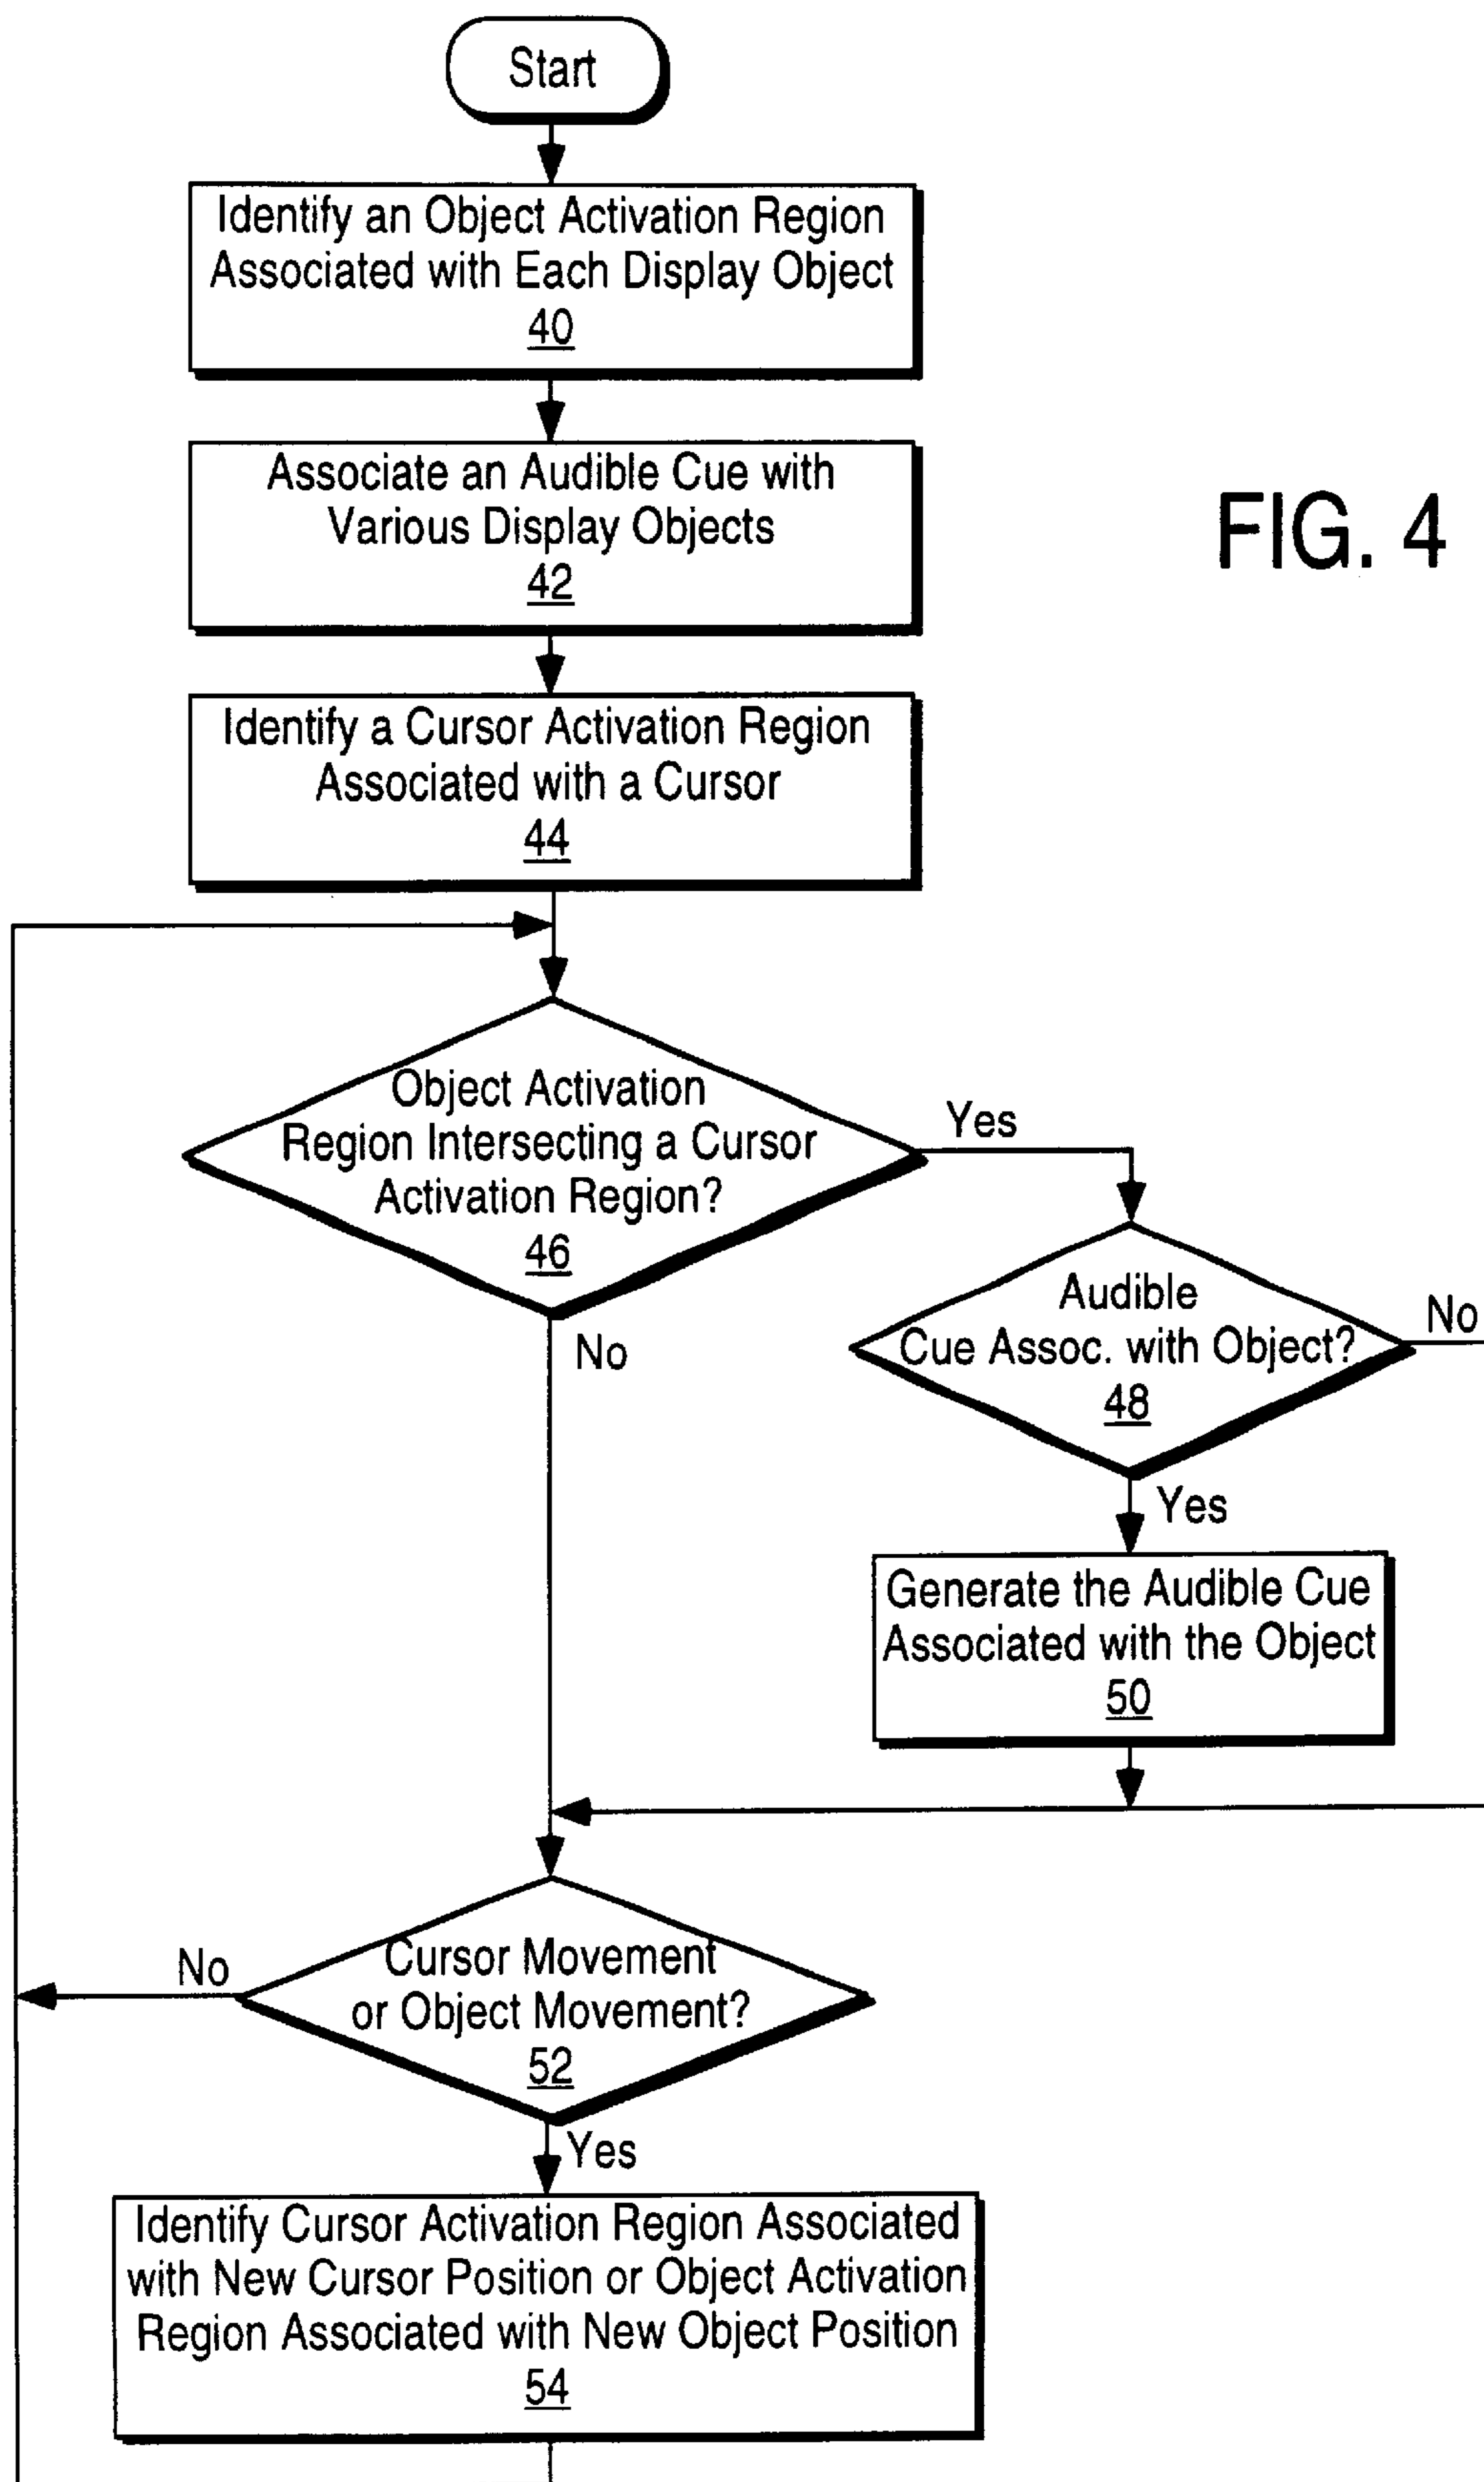 Start
Identify an Object Activation Region
Associated with Each Display Object
40
Associate an Audible Cue with
Various Display Objects
42
FIG. 4
Identify a Cursor Activation Region
Associated with a Cursor
44
Object Activation
Region Intersecting a Cursor
Activation Region?
46
Yes
No
Audible
Cue Assoc. with Object?
48
No
Yes
Generate the Audible Cue
Associated with the Object
50
Cursor Movement
or Object Movement?
52
No
Yes
Identify Cursor Activation Region Associated
with New Cursor Position or Object Activation
Region Associated with New Object Position
54